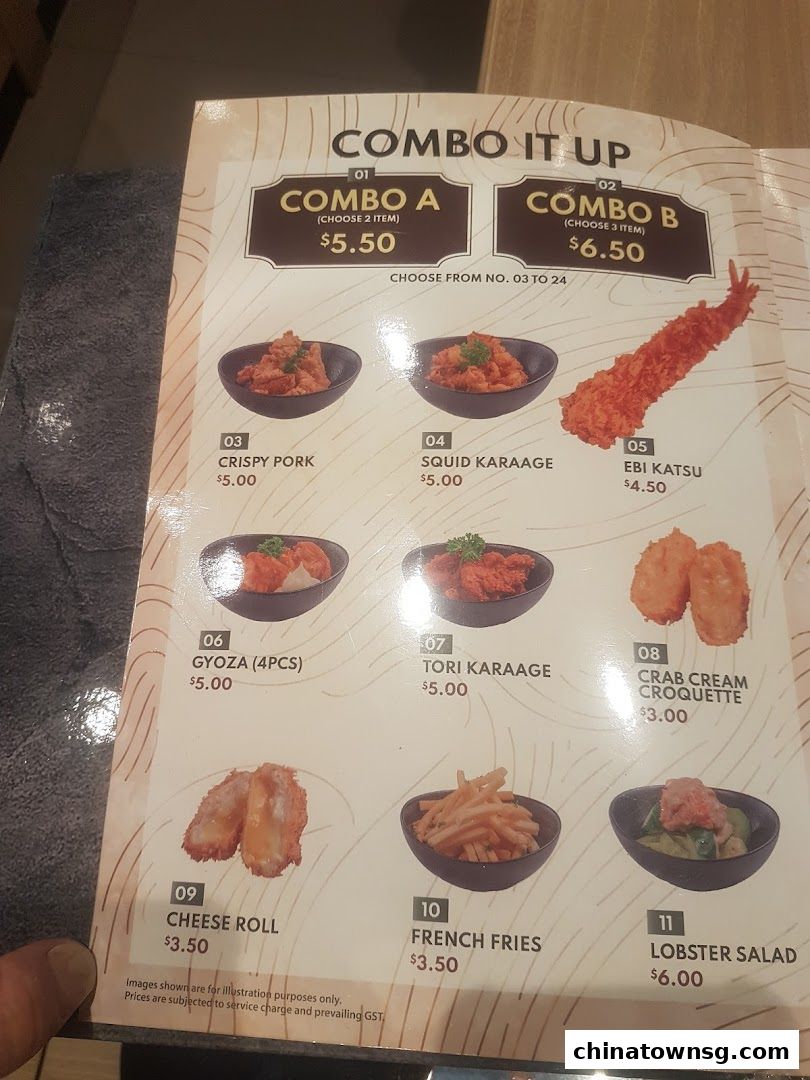 COMBO IT UP
01
COMBO A
(CHOOSE 2 ITEM)
$5.50
02
COMBO B
(CHOOSE 3 ITEM)
$6.50
CHOOSE FROM NO. 03 TO 24
03
CRISPY PORK
$5.00
04
SQUID KARAAGE
$5.00
05
EBI KATSU
$4.50
06
GYOZA (4PCS)
$5.00
07
TORI KARAAGE
$5.00
08
CRAB CREAM
CROQUETTE
$3.00
09
CHEESE ROLL
$3.50
10
FRENCH FRIES
$3.50
11
LOBSTER SALAD
$6.00
Images shown are for illustration purposes only.
Prices are subjected to service charge and prevailing GST.
chinatownsg.com